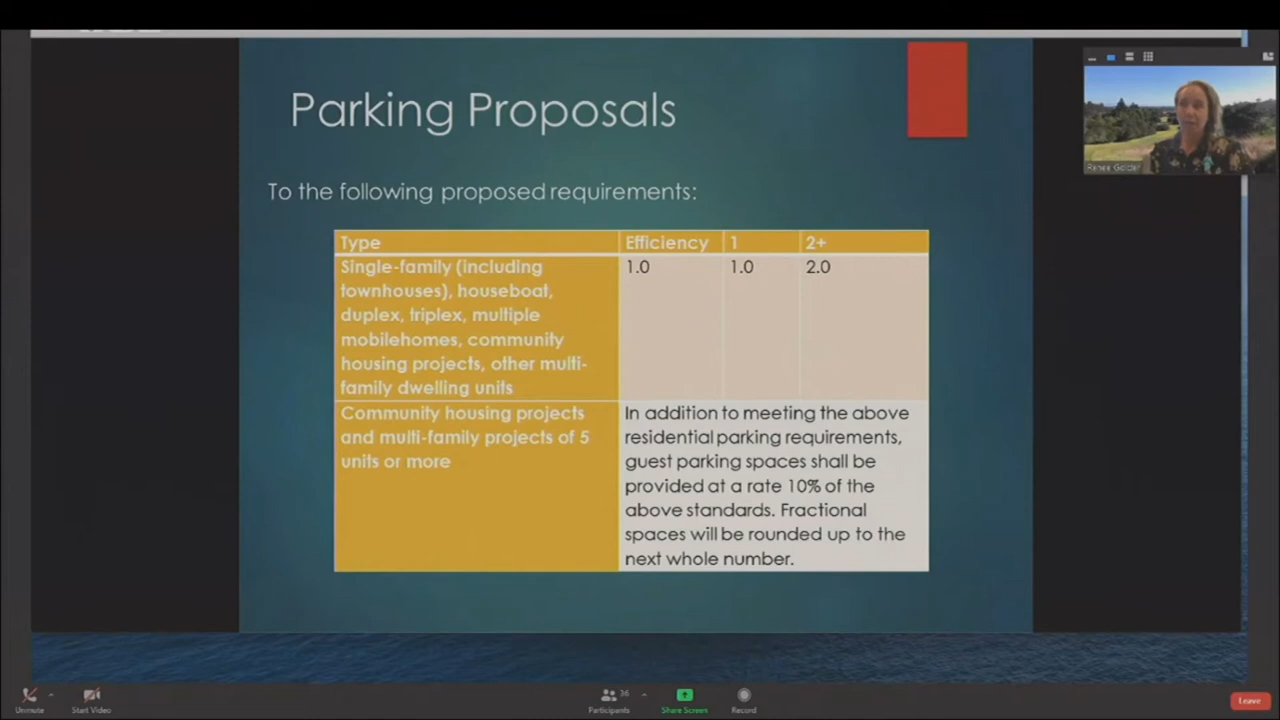 Parking Proposals
Renee Golder
To the following proposed requirements:
Type Efficiency 1 2+
Single-family (including
townhouses), houseboat,
duplex, triplex, multiple
mobilehomes, community
housing projects, other multi-
family dwelling units
1.0 1.0 2.0
Community housing projects
and multi-family projects of 5
units or more
In addition to meeting the above
residential parking requirements,
guest parking spaces shall be
provided at a rate 10% of the
above standards. Fractional
spaces will be rounded up to the
next whole number.
Unmute Start Video Participants 36 Share Screen Record Leave